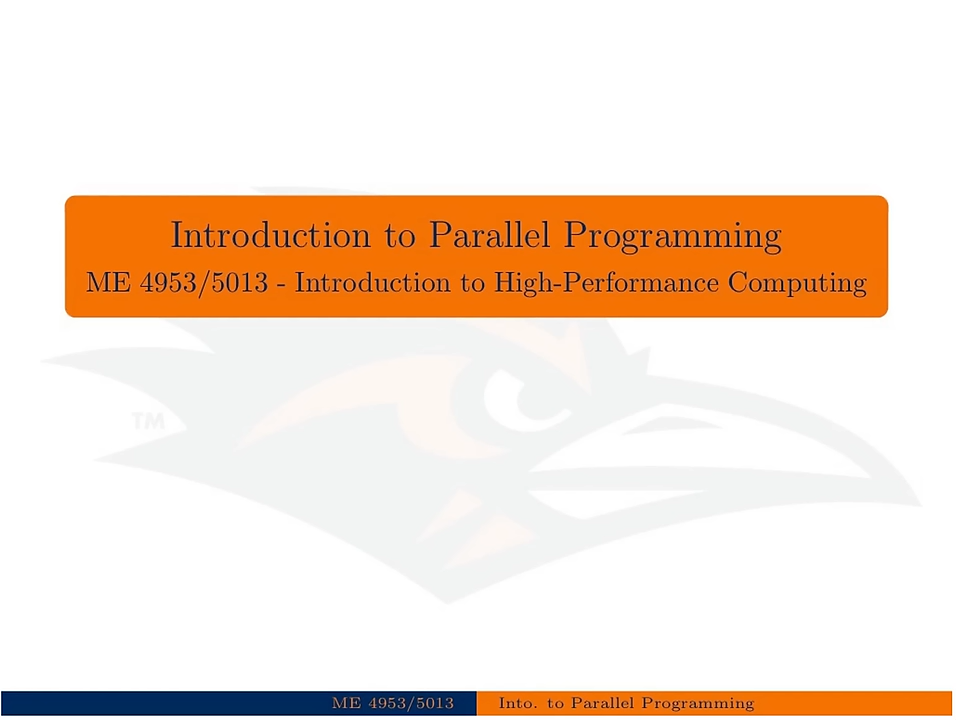 Introduction to Parallel Programming
ME 4953/5013 - Introduction to High-Performance Computing
TM
ME 4953/5013
Into. to Parallel Programming